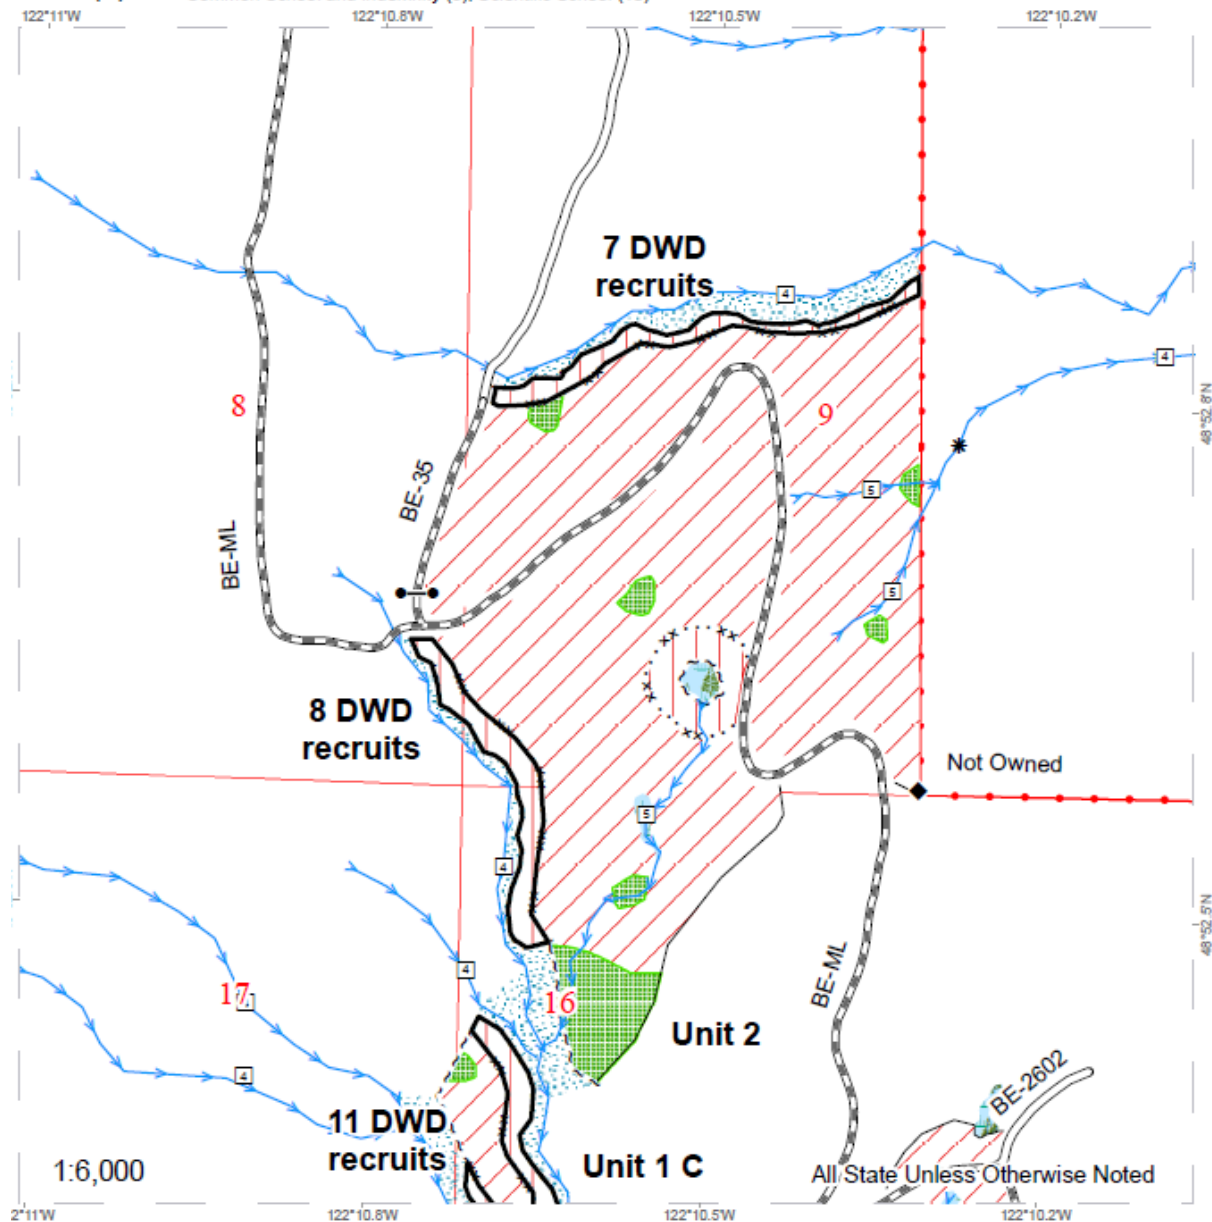 122°11'W
122°10.8'W
122°10.5'W
122°10.2'W
7 DWD
recruits
4
4
8
9
48°52.8'N
BE-35
5
BE-ML
5
8 DWD
recruits
Not Owned
5
4
48°52.5'N
BE-ML
4
17
16
Unit 2
4
BE-2602
11 DWD
recruits
Unit 1 C
1:6,000
All State Unless Otherwise Noted
2°11'W
122°10.8'W
122°10.5'W
122°10.2'W